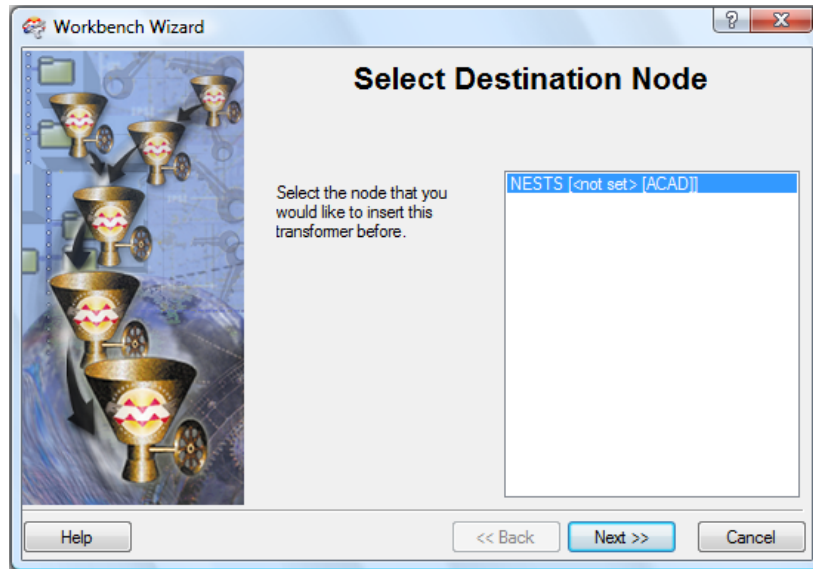 Workbench Wizard
Select Destination Node
Select the node that you
would like to insert this
transformer before.
NESTS [<not set> [ACAD]]
Help
<< Back
Next >>
Cancel